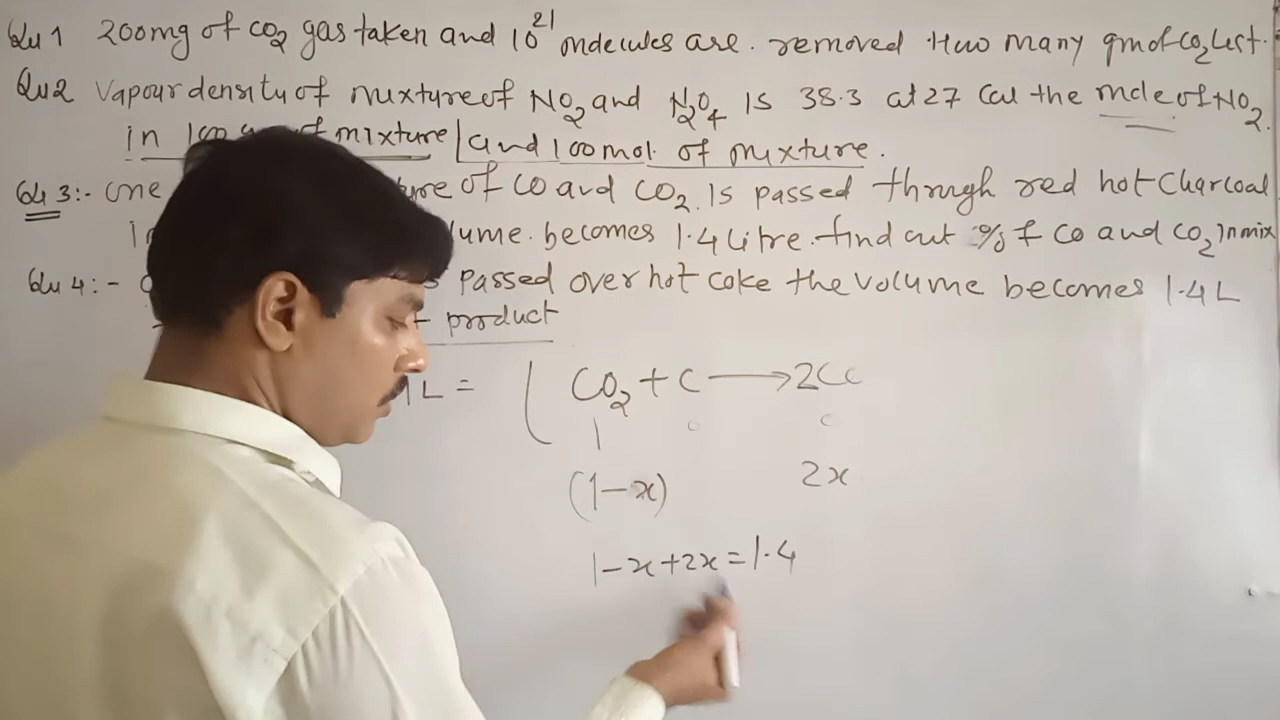 Qu 1 200mg of CO2 gas taken and 10^21 molecules are. removed How many gm of CO2 Lest.
Qu 2 Vapour density of mixture of NO2 and N2O4 is 38.3 at 27 Cal the mole of NO2
in 100 mixture and 100 mol. of mixture.
Qu 3:- One of CO and CO2 is passed through red hot Charcoal
becomes 1.4 Litre. find out % of CO and CO2 in mix
Qu 4:- passed over hot coke the volume becomes 1.4 L
product
L = CO2 + C → 2CO
1 0 0
(1-x) 2x
1-x+2x=1.4